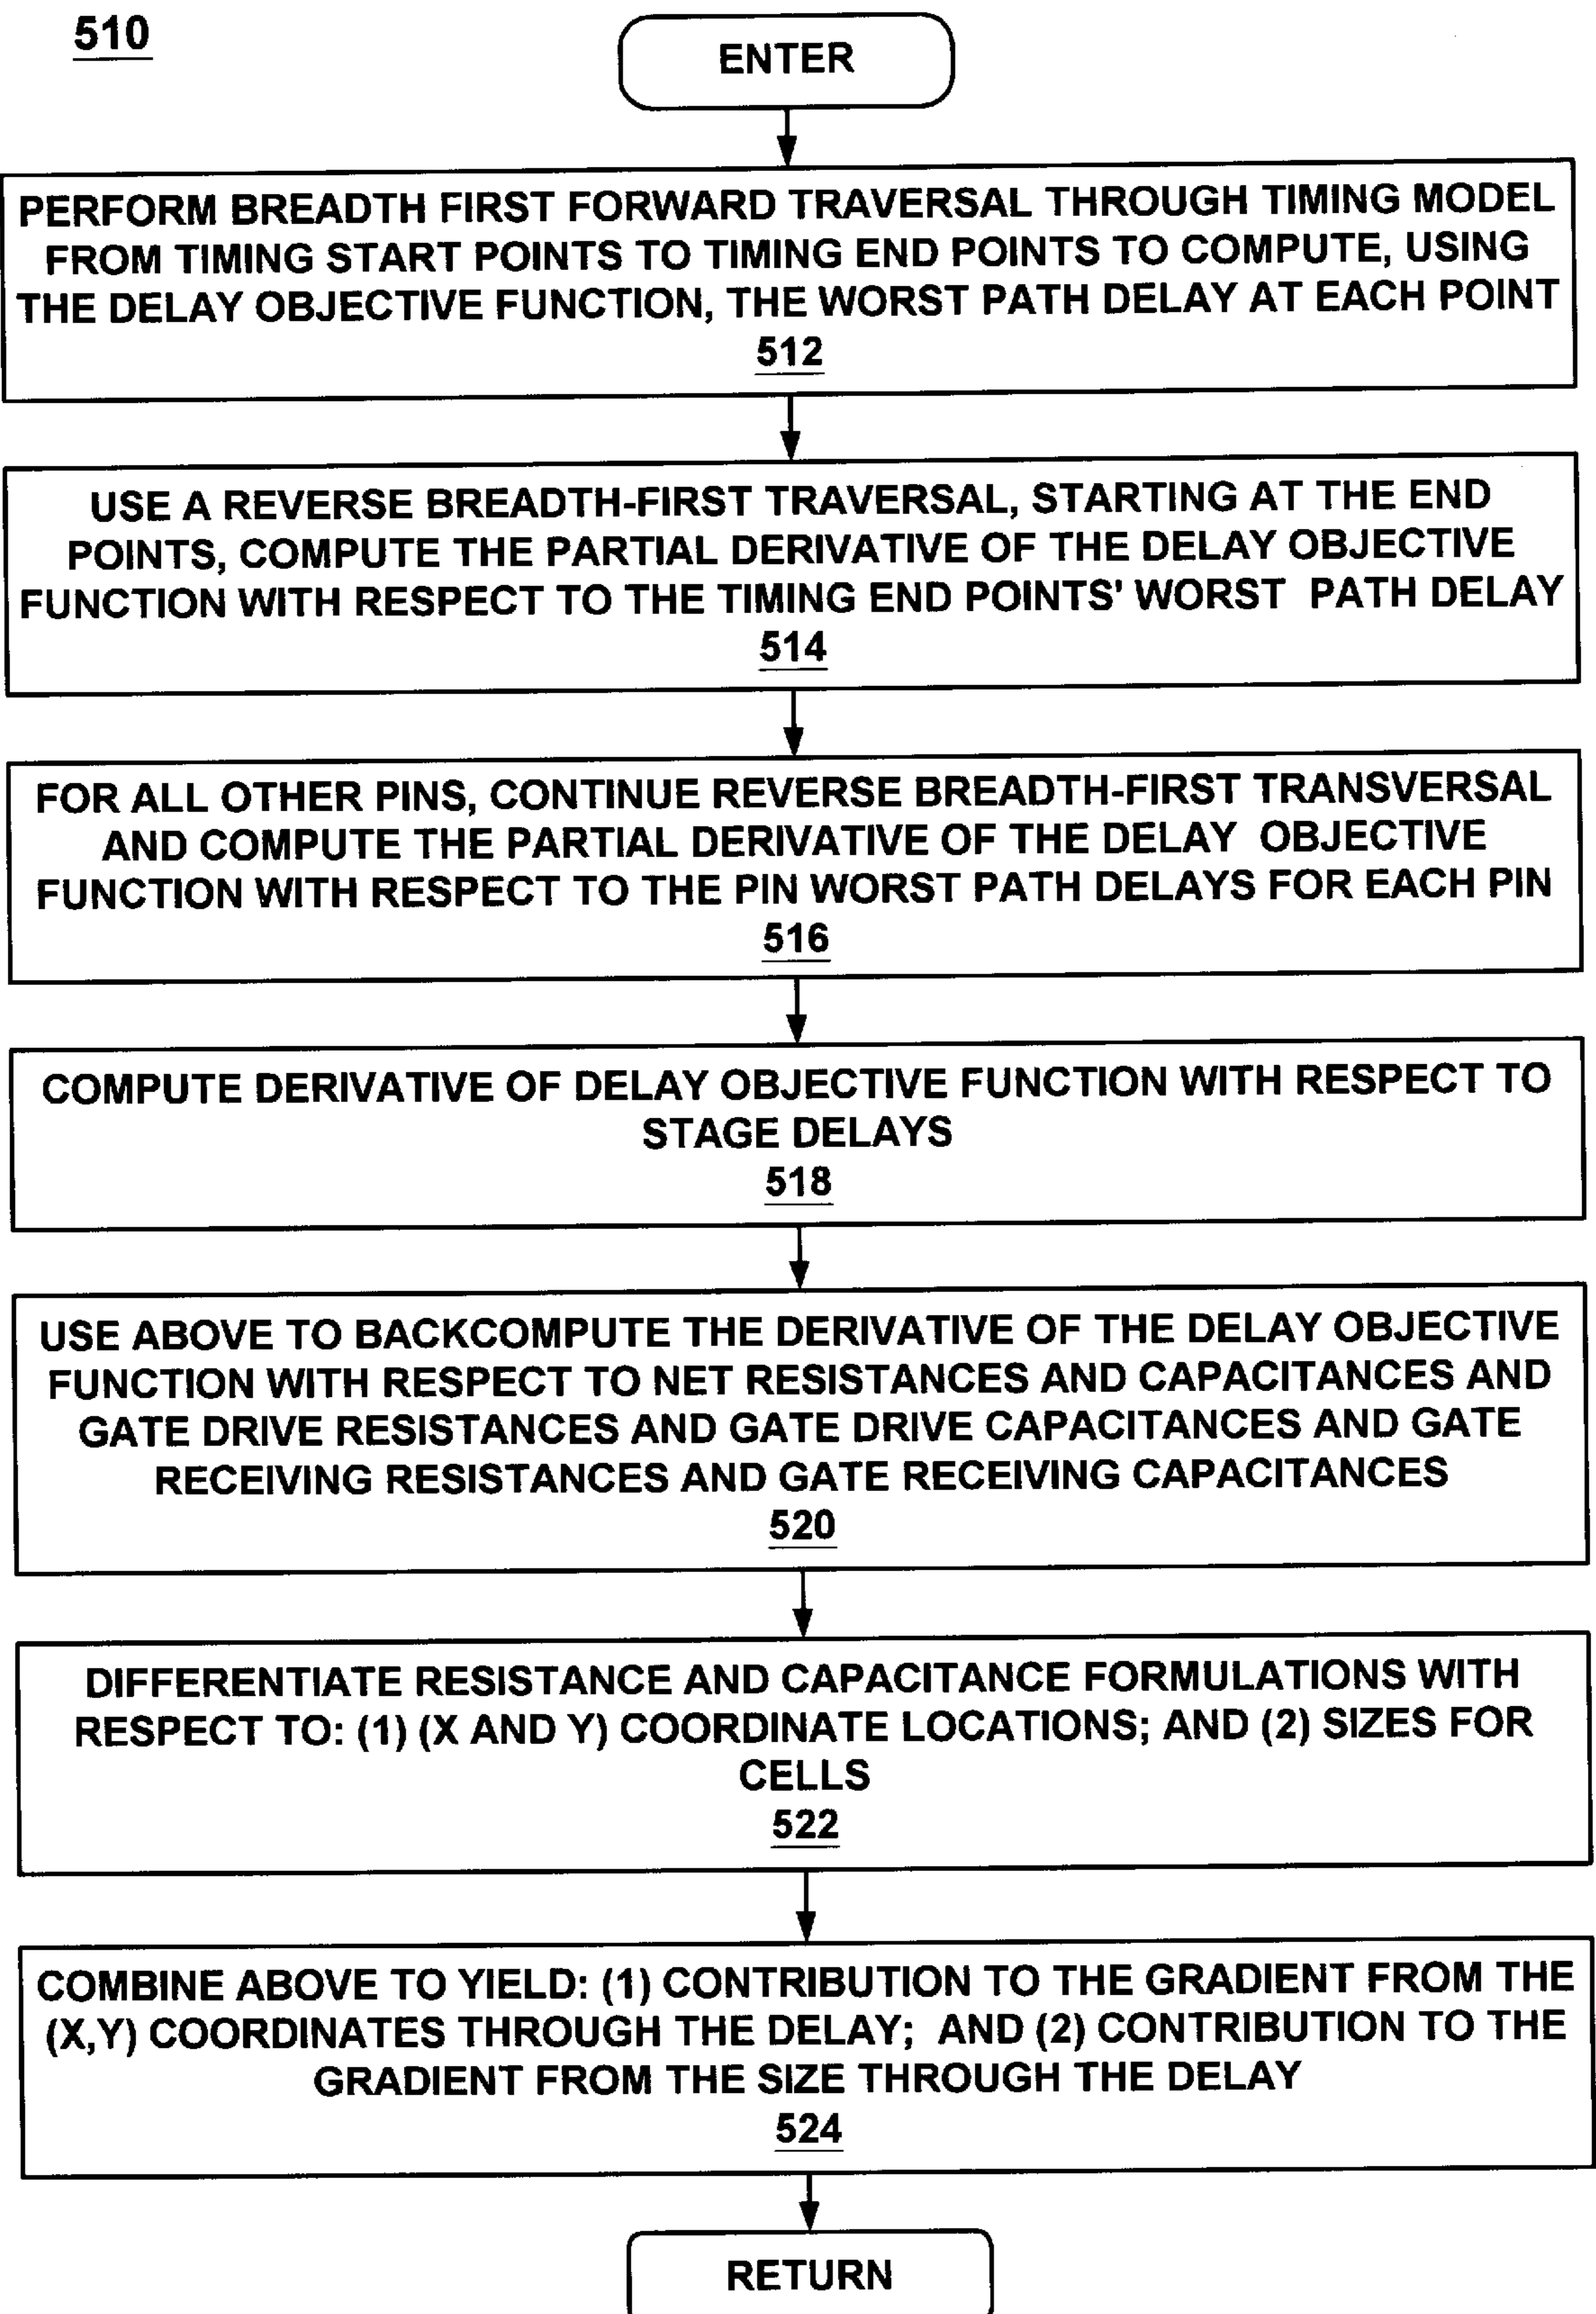 510
ENTER
PERFORM BREADTH FIRST FORWARD TRAVERSAL THROUGH TIMING MODEL
FROM TIMING START POINTS TO TIMING END POINTS TO COMPUTE, USING
THE DELAY OBJECTIVE FUNCTION, THE WORST PATH DELAY AT EACH POINT
512
USE A REVERSE BREADTH-FIRST TRAVERSAL, STARTING AT THE END
POINTS, COMPUTE THE PARTIAL DERIVATIVE OF THE DELAY OBJECTIVE
FUNCTION WITH RESPECT TO THE TIMING END POINTS' WORST PATH DELAY
514
FOR ALL OTHER PINS, CONTINUE REVERSE BREADTH-FIRST TRANSVERSAL
AND COMPUTE THE PARTIAL DERIVATIVE OF THE DELAY OBJECTIVE
FUNCTION WITH RESPECT TO THE PIN WORST PATH DELAYS FOR EACH PIN
516
COMPUTE DERIVATIVE OF DELAY OBJECTIVE FUNCTION WITH RESPECT TO
STAGE DELAYS
518
USE ABOVE TO BACKCOMPUTE THE DERIVATIVE OF THE DELAY OBJECTIVE
FUNCTION WITH RESPECT TO NET RESISTANCES AND CAPACITANCES AND
GATE DRIVE RESISTANCES AND GATE DRIVE CAPACITANCES AND GATE
RECEIVING RESISTANCES AND GATE RECEIVING CAPACITANCES
520
DIFFERENTIATE RESISTANCE AND CAPACITANCE FORMULATIONS WITH
RESPECT TO: (1) (X AND Y) COORDINATE LOCATIONS; AND (2) SIZES FOR
CELLS
522
COMBINE ABOVE TO YIELD: (1) CONTRIBUTION TO THE GRADIENT FROM THE
(X,Y) COORDINATES THROUGH THE DELAY; AND (2) CONTRIBUTION TO THE
GRADIENT FROM THE SIZE THROUGH THE DELAY
524
RETURN